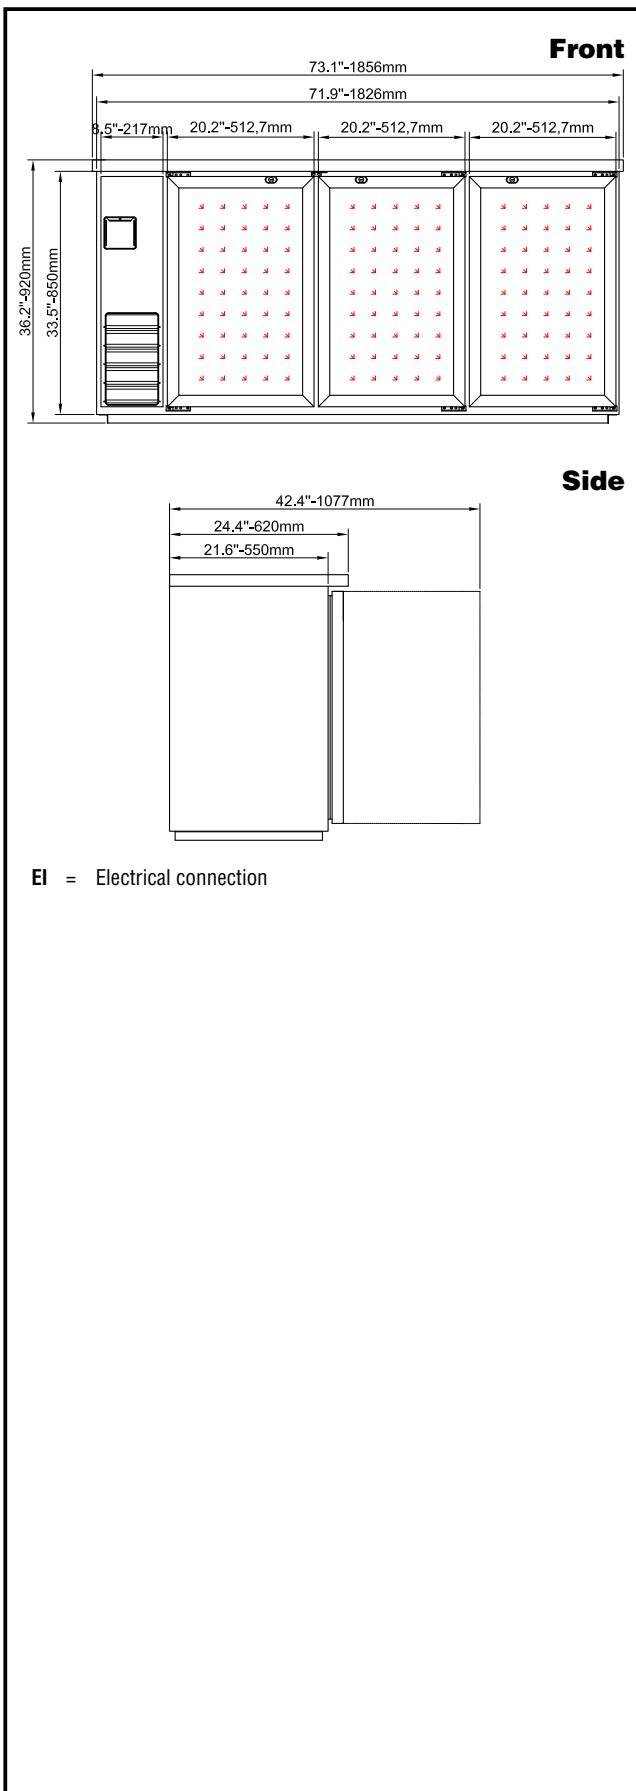 Front
73.1"-1856mm
71.9"-1826mm
8.5"-217mm 20.2"-512,7mm 20.2"-512,7mm 20.2"-512,7mm
36.2"-920mm
33.5"-850mm
Side
42.4"-1077mm
24.4"-620mm
21.6"-550mm
EI = Electrical connection